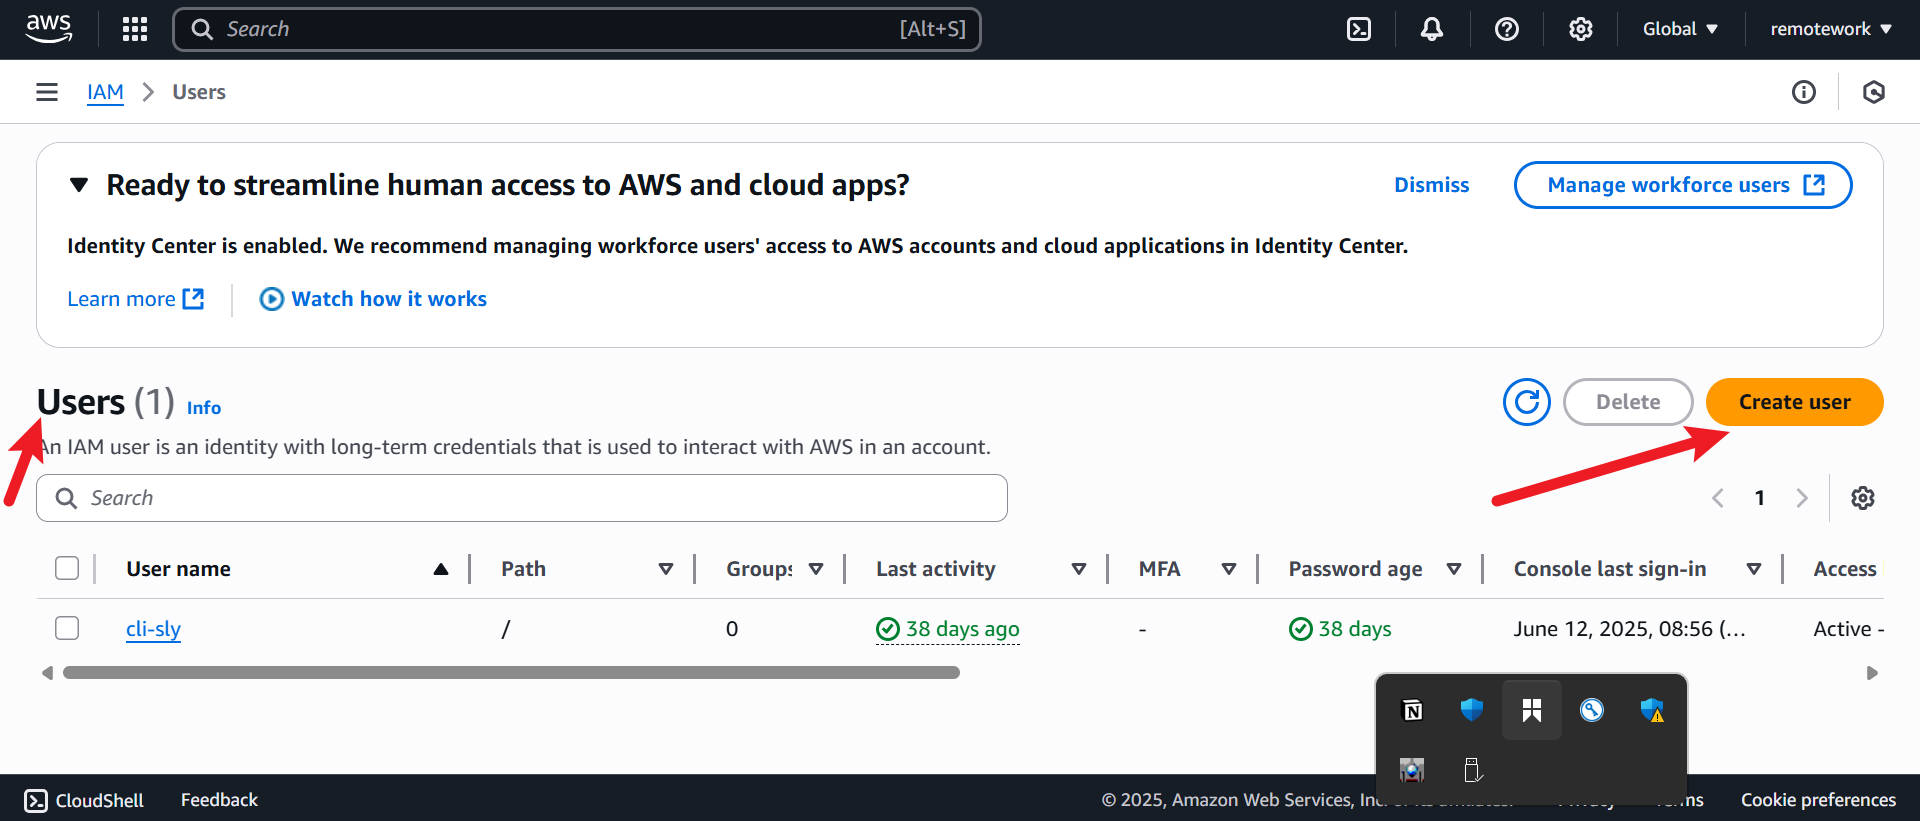 aws
Search [Alt+S]
Global
remotework
IAM
Users
Ready to streamline human access to AWS and cloud apps?
Dismiss
Manage workforce users
Identity Center is enabled. We recommend managing workforce users' access to AWS accounts and cloud applications in Identity Center.
Learn more
Watch how it works
Users (1) Info
Delete
Create user
An IAM user is an identity with long-term credentials that is used to interact with AWS in an account.
Search
1
User name Path Groups Last activity MFA Password age Console last sign-in Access
cli-sly / 0 38 days ago - 38 days June 12, 2025, 08:56 (... Active -
N
CloudShell Feedback © 2025, Amazon Web Services, Inc. Cookie preferences